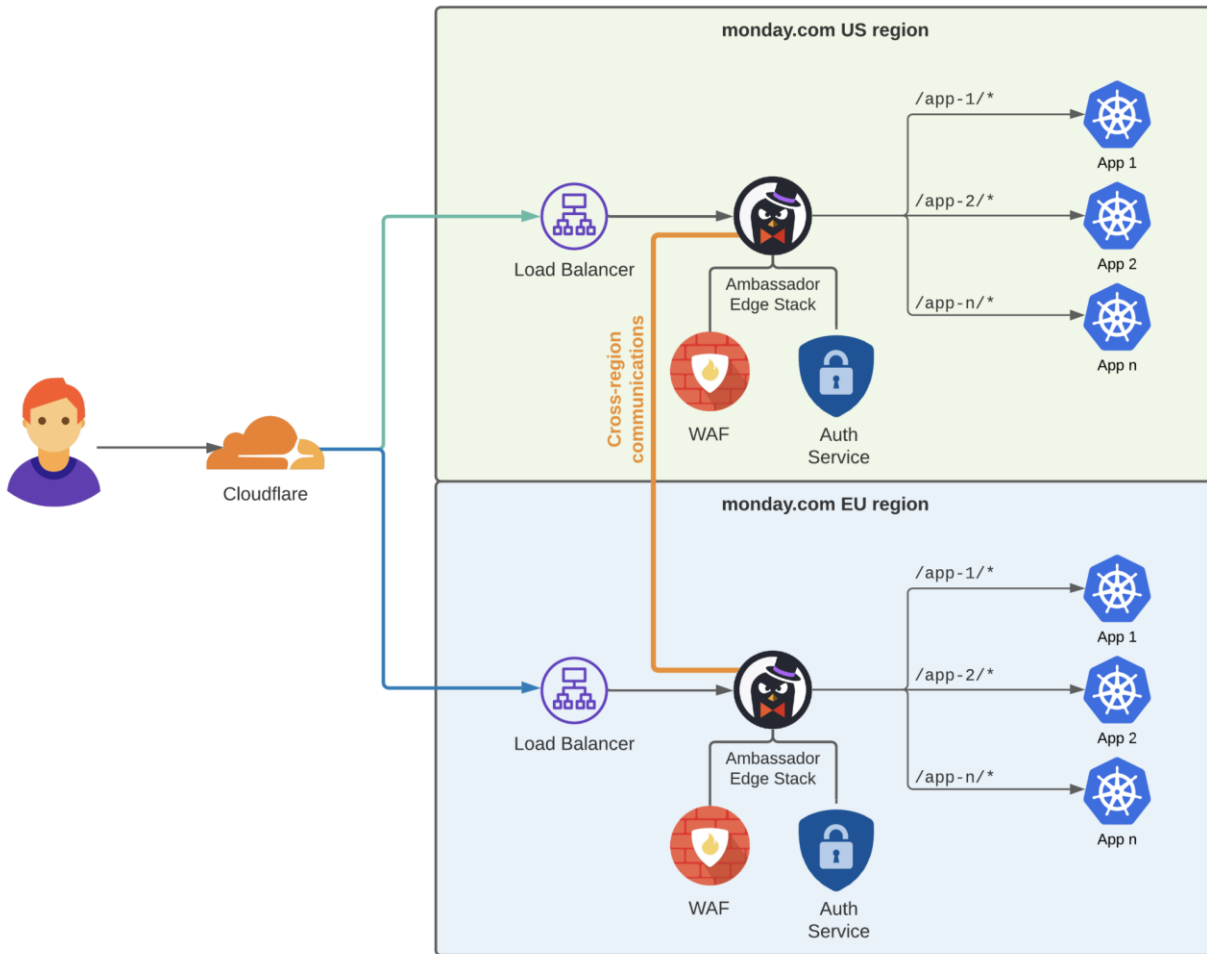 monday.com US region
/app-1/*
App 1
/app-2/*
App 2
/app-n/*
App n
Load Balancer
Ambassador
Edge Stack
WAF
Auth
Service
Cross-region
communications
Cloudflare
monday.com EU region
/app-1/*
App 1
/app-2/*
App 2
/app-n/*
App n
Load Balancer
Ambassador
Edge Stack
WAF
Auth
Service